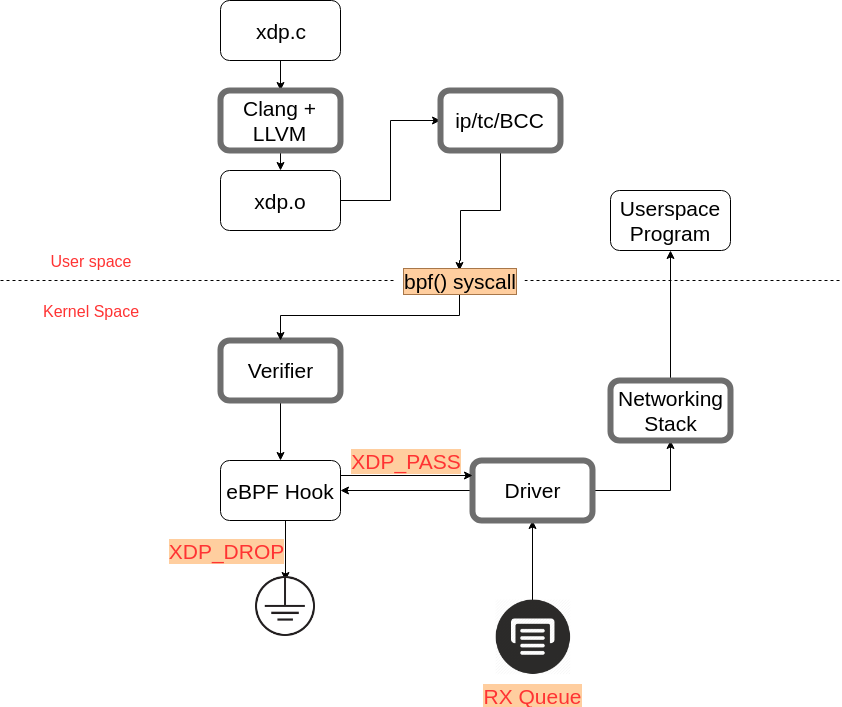 xdp.c
Clang +
LLVM
ip/tc/BCC
xdp.o
Userspace
Program
User space
bpf() syscall
Kernel Space
Verifier
Networking
Stack
XDP_PASS
eBPF Hook
Driver
XDP_DROP
RX Queue